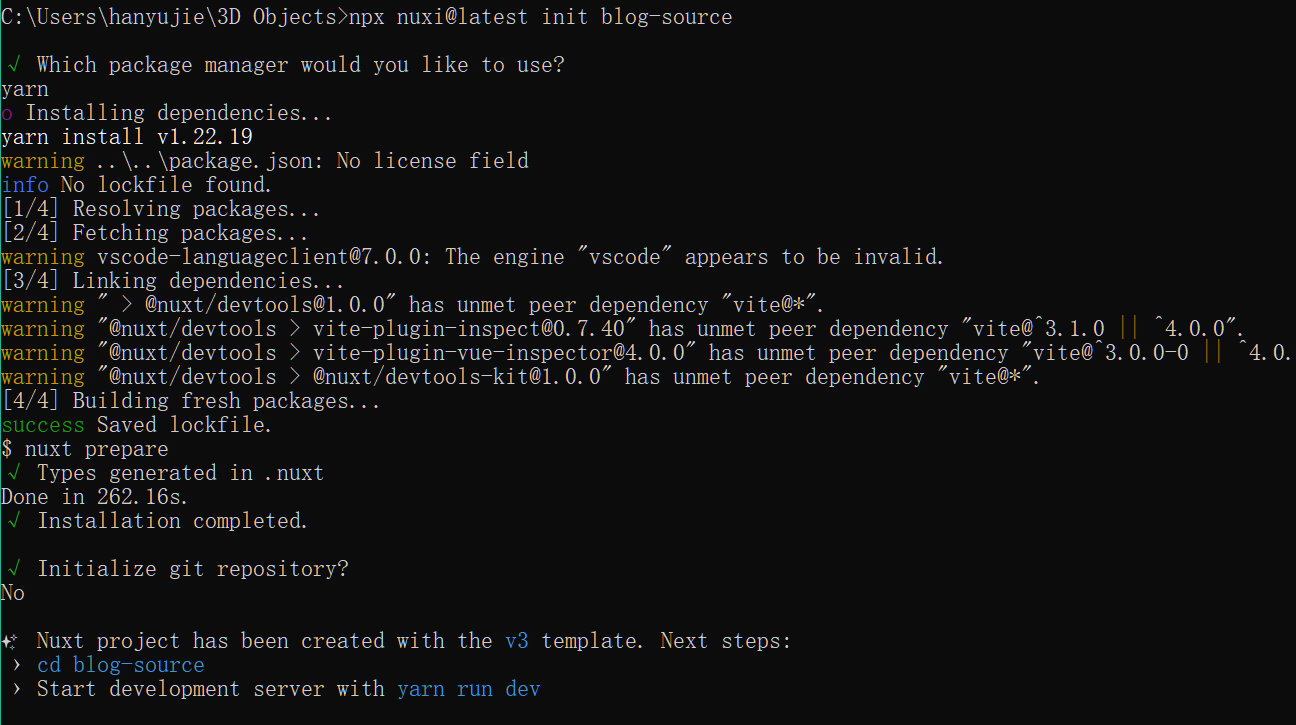 C:\Users\hanyujie\3D Objects>npx nuxi@latest init blog-source
√ Which package manager would you like to use?
yarn
o Installing dependencies...
yarn install v1.22.19
warning ..\..\package.json: No license field
info No lockfile found.
[1/4] Resolving packages...
[2/4] Fetching packages...
warning vscode-languageclient@7.0.0: The engine "vscode" appears to be invalid.
[3/4] Linking dependencies...
warning " > @nuxt/devtools@1.0.0" has unmet peer dependency "vite@*".
warning "@nuxt/devtools > vite-plugin-inspect@0.7.40" has unmet peer dependency "vite@^3.1.0 || ^4.0.0".
warning "@nuxt/devtools > vite-plugin-vue-inspector@4.0.0" has unmet peer dependency "vite@^3.0.0-0 || ^4.0.
warning "@nuxt/devtools > @nuxt/devtools-kit@1.0.0" has unmet peer dependency "vite@*".
[4/4] Building fresh packages...
success Saved lockfile.
$ nuxt prepare
√ Types generated in .nuxt
Done in 262.16s.
√ Installation completed.
√ Initialize git repository?
No
✨ Nuxt project has been created with the v3 template. Next steps:
› cd blog-source
› Start development server with yarn run dev